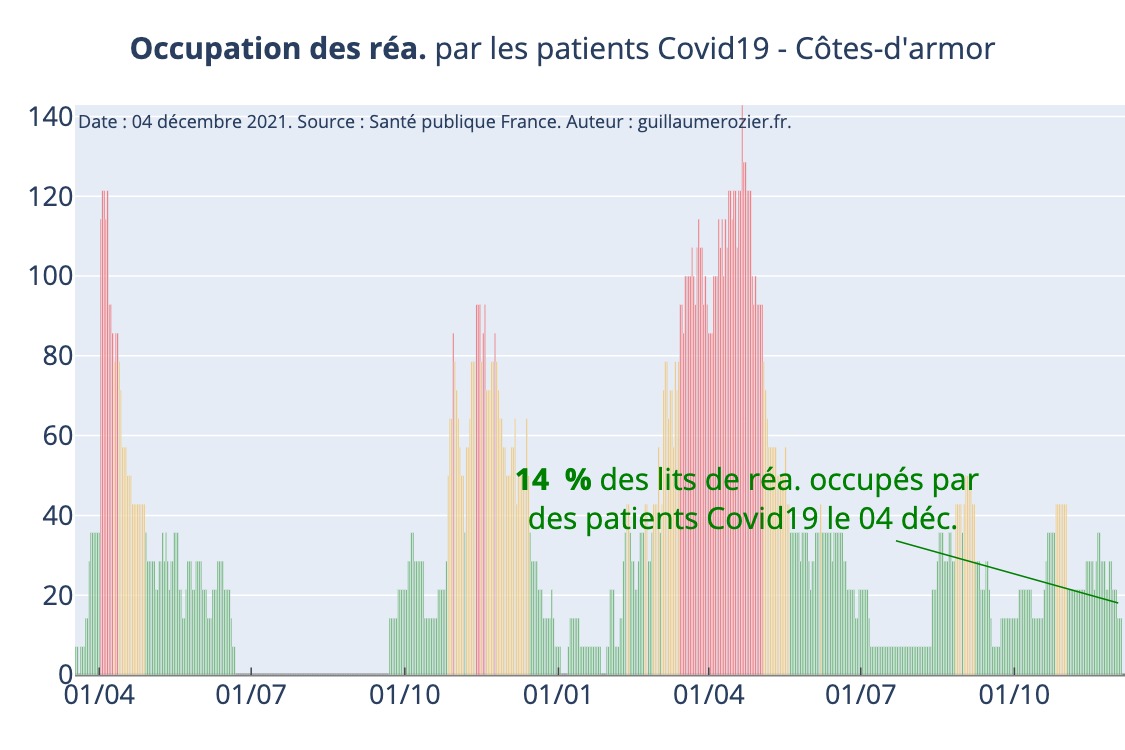 Occupation des réa. par les patients Covid19 - Côtes-d'armor
140
Date : 04 décembre 2021. Source : Santé publique France. Auteur : guillaumerozier.fr.
120
100
80
60
14 % des lits de réa. occupés par
des patients Covid19 le 04 déc.
40
20
0
01/04 01/07 01/10 01/01 01/04 01/07 01/10